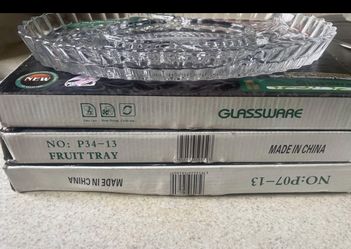 NEW
GLASSWARE
NO: P34-13
FRUIT TRAY
MADE IN CHINA
MADE IN CHINA
NO:P07-13